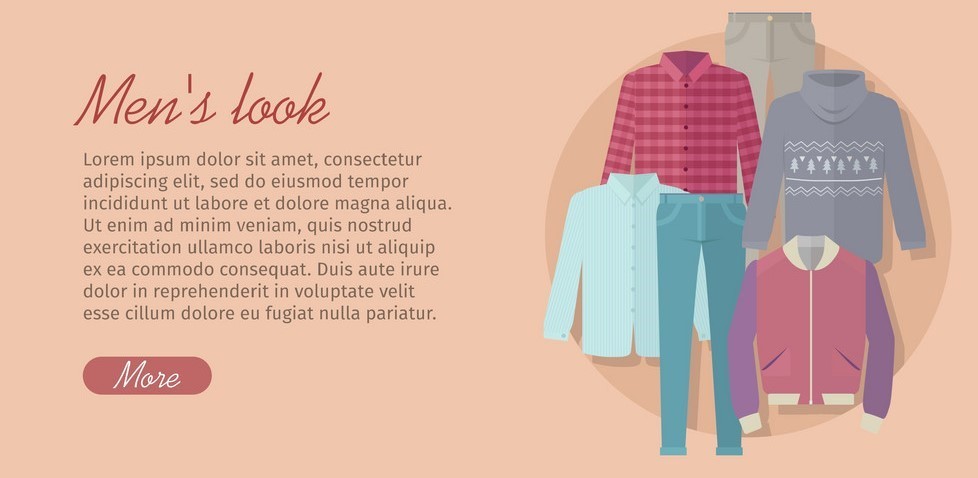 Men's look
Lorem ipsum dolor sit amet, consectetur
adipiscing elit, sed do eiusmod tempor
incididunt ut labore et dolore magna aliqua.
Ut enim ad minim veniam, quis nostrud
exercitation ullamco laboris nisi ut aliquip
ex ea commodo consequat. Duis aute irure
dolor in reprehenderit in voluptate velit
esse cillum dolore eu fugiat nulla pariatur.
More